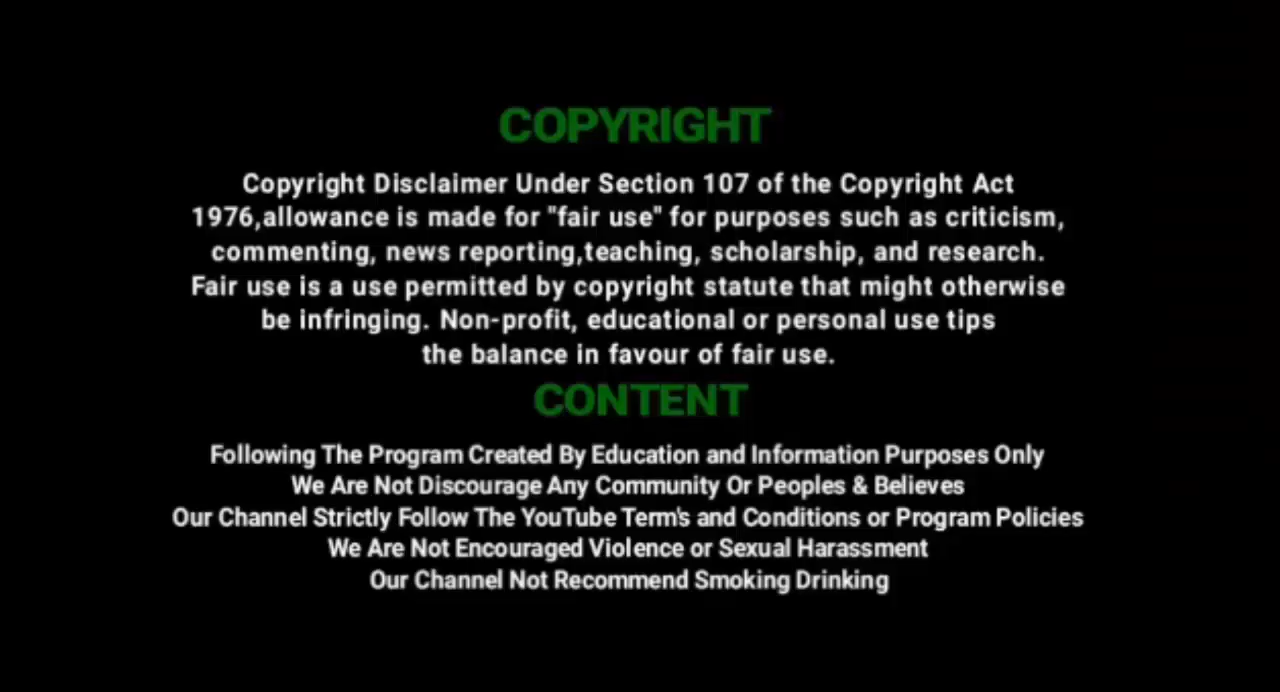 COPYRIGHT
Copyright Disclaimer Under Section 107 of the Copyright Act
1976,allowance is made for "fair use" for purposes such as criticism,
commenting, news reporting,teaching, scholarship, and research.
Fair use is a use permitted by copyright statute that might otherwise
be infringing. Non-profit, educational or personal use tips
the balance in favour of fair use.
CONTENT
Following The Program Created By Education and Information Purposes Only
We Are Not Discourage Any Community Or Peoples & Believes
Our Channel Strictly Follow The YouTube Term's and Conditions or Program Policies
We Are Not Encouraged Violence or Sexual Harassment
Our Channel Not Recommend Smoking Drinking